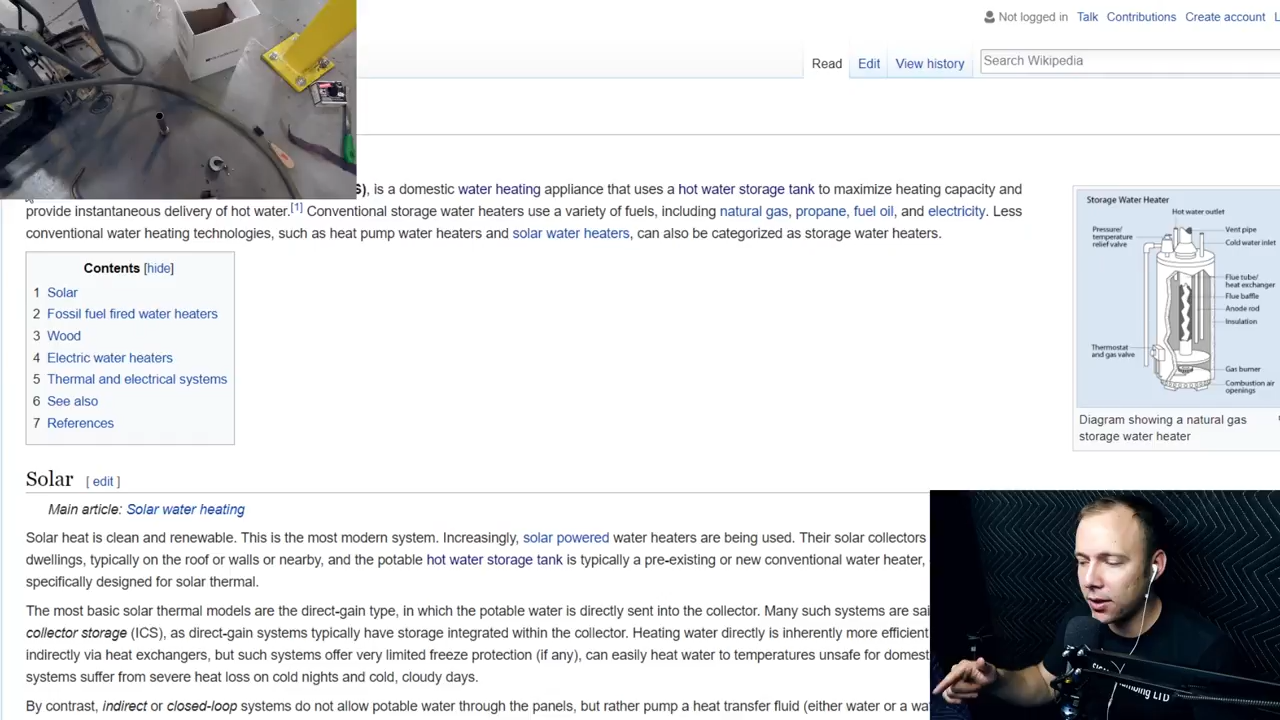 Not logged in Talk Contributions Create account
Read Edit View history Search Wikipedia
, is a domestic water heating appliance that uses a hot water storage tank to maximize heating capacity and
provide instantaneous delivery of hot water.[1] Conventional storage water heaters use a variety of fuels, including natural gas, propane, fuel oil, and electricity. Less
conventional water heating technologies, such as heat pump water heaters and solar water heaters, can also be categorized as storage water heaters.
Contents [hide]
1 Solar
2 Fossil fuel fired water heaters
3 Wood
4 Electric water heaters
5 Thermal and electrical systems
6 See also
7 References
Storage Water Heater
Hot water outlet
Pressure/
temperature
relief valve
Vent pipe
Cold water inlet
Flue tube/
heat exchanger
Flue baffle
Anode rod
Insulation
Thermostat
and gas valve
Gas burner
Combustion air
openings
Diagram showing a natural gas
storage water heater
Solar [ edit ]
Main article: Solar water heating
Solar heat is clean and renewable. This is the most modern system. Increasingly, solar powered water heaters are being used. Their solar collectors
dwellings, typically on the roof or walls or nearby, and the potable hot water storage tank is typically a pre-existing or new conventional water heater,
specifically designed for solar thermal.
The most basic solar thermal models are the direct-gain type, in which the potable water is directly sent into the collector. Many such systems are sai
collector storage (ICS), as direct-gain systems typically have storage integrated within the collector. Heating water directly is inherently more efficient
indirectly via heat exchangers, but such systems offer very limited freeze protection (if any), can easily heat water to temperatures unsafe for domest
systems suffer from severe heat loss on cold nights and cold, cloudy days.
By contrast, indirect or closed-loop systems do not allow potable water through the panels, but rather pump a heat transfer fluid (either water or a wa